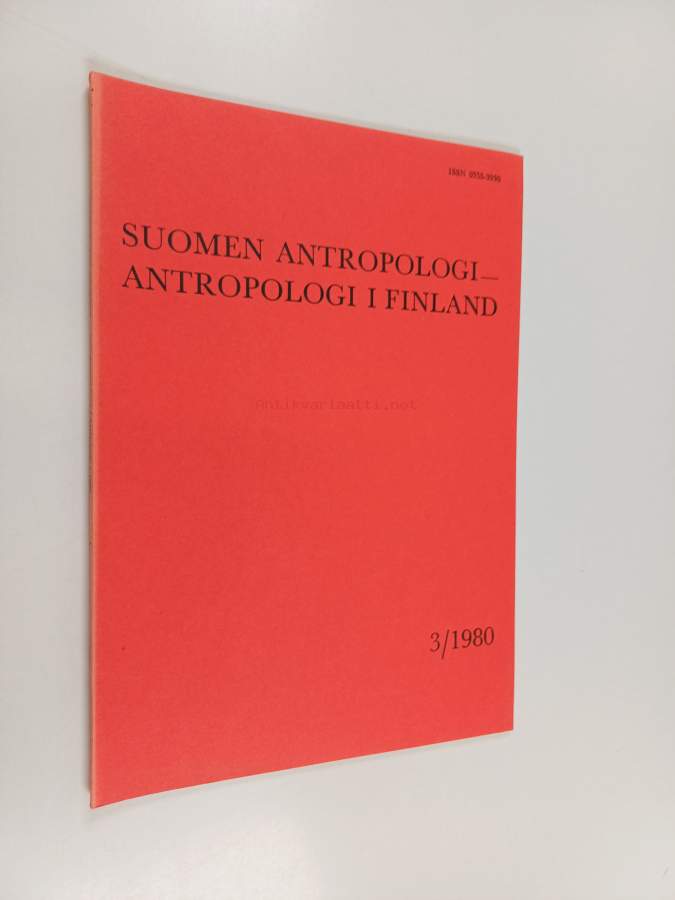 ISSN 0355-3930
SUOMEN ANTROPOLOGI—
ANTROPOLOGI I FINLAND
antikvariaatti.net
3/1980